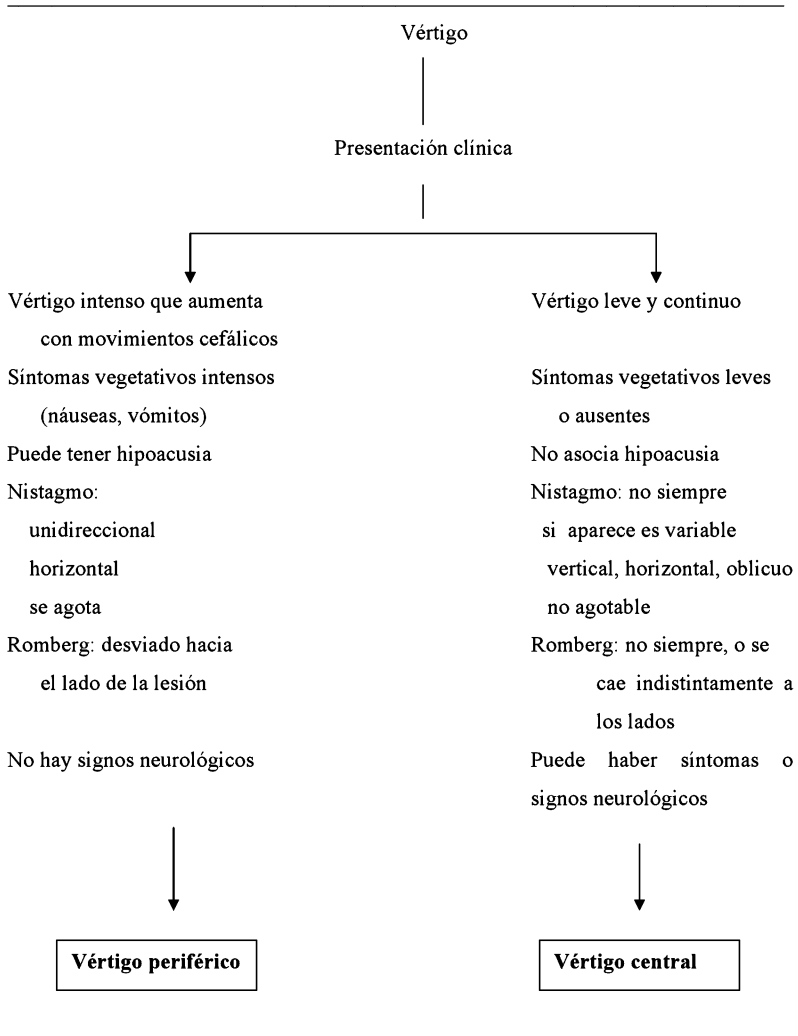 Vértigo
Presentación clínica
Vértigo intenso que aumenta
con movimientos cefálicos
Síntomas vegetativos intensos
(náuseas, vómitos)
Puede tener hipoacusia
Nistagmo:
unidireccional
horizontal
se agota
Romberg: desviado hacia
el lado de la lesión
No hay signos neurológicos
Vértigo periférico
Vértigo leve y continuo
Síntomas vegetativos leves
o ausentes
No asocia hipoacusia
Nistagmo: no siempre
si aparece es variable
vertical, horizontal, oblicuo
no agotable
Romberg: no siempre, o se
cae indistintamente a
los lados
Puede haber síntomas o
signos neurológicos
Vértigo central